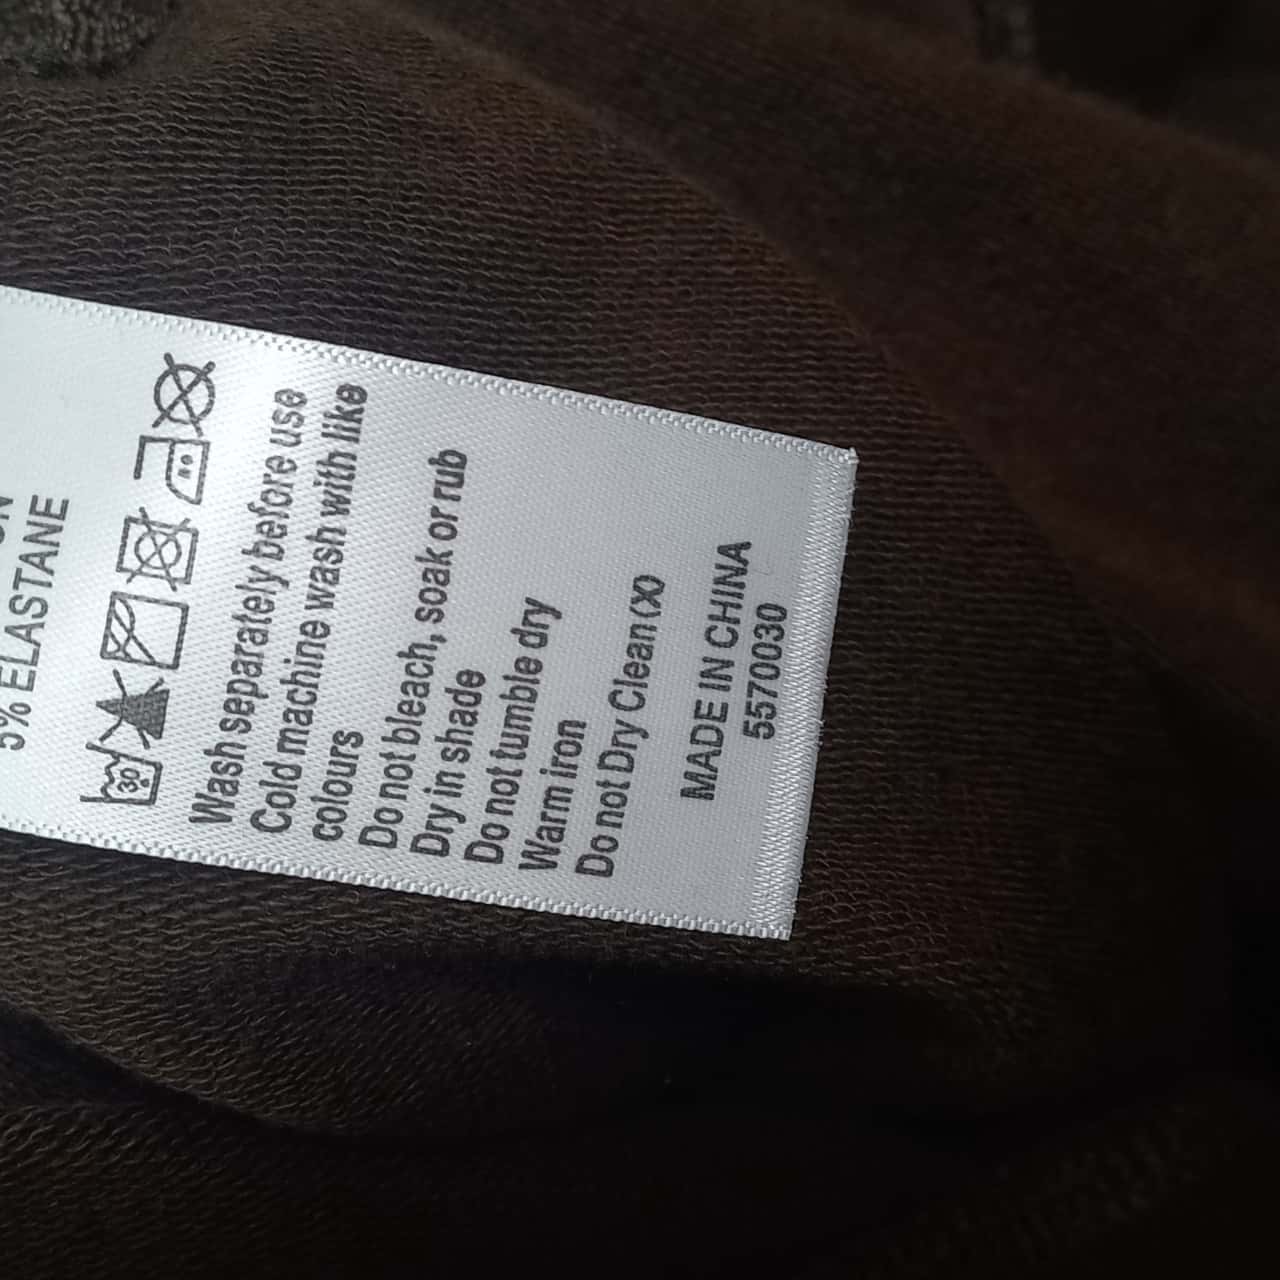 5% ELASTANE
30
Wash separately before use
Cold machine wash with like
colours
Do not bleach, soak or rub
Dry in shade
Do not tumble dry
Warm iron
Do not Dry Clean (X)
MADE IN CHINA
5570030